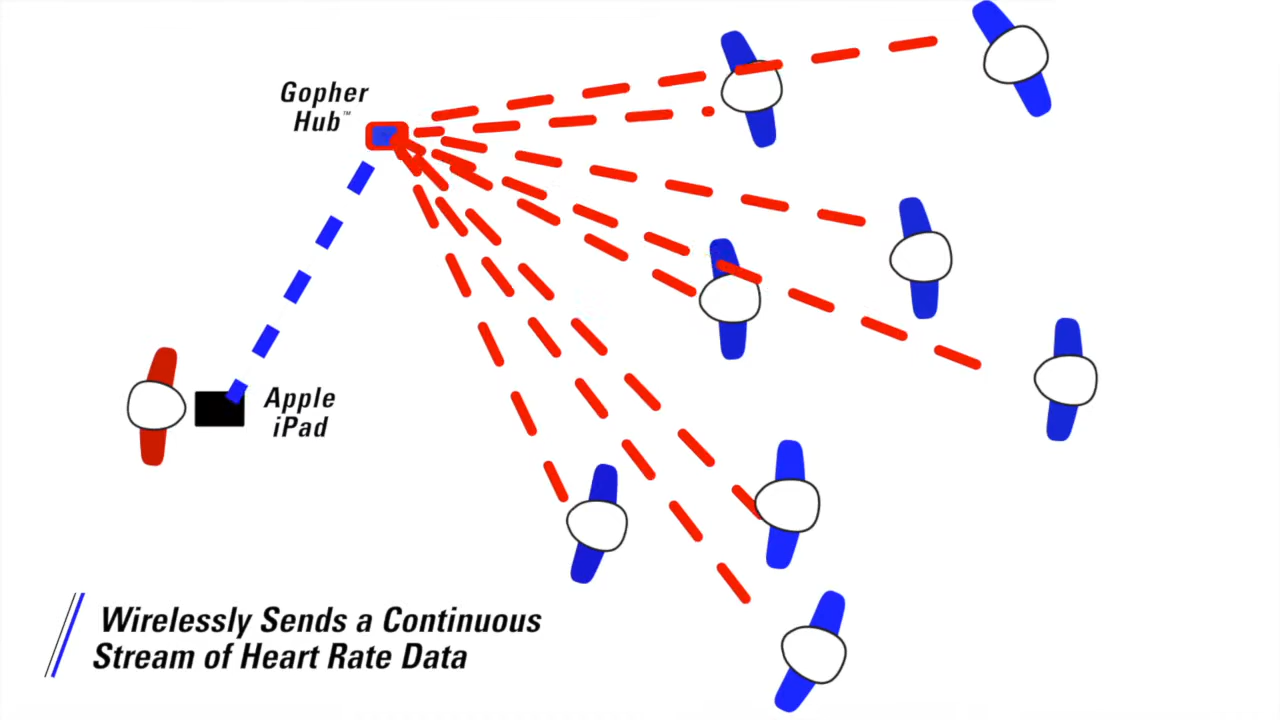 Gopher
Hub™
Apple
iPad
Wirelessly Sends a Continuous
Stream of Heart Rate Data